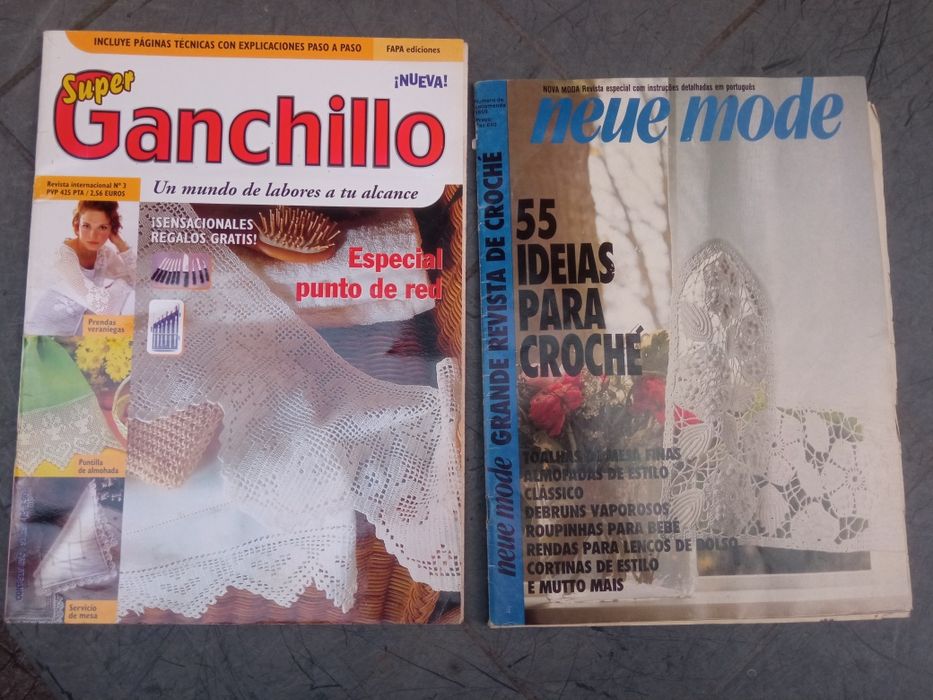 INCLUYE PÁGINAS TÉCNICAS CON EXPLICACIONES PASO A PASO
FAPA ediciones
¡NUEVA!
Super
Ganchillo
Un mundo de labores a tu alcance
Revista internacional Nº 3
PVP 425 PTA / 2,56 EUROS
¡SENSACIONALES
REGALOS GRATIS!
Especial
punto de red
Prendas
veraniegas
Puntilla
de almohada
Servicio
de mesa
NOVA MODA Revista especial com instruções detalhadas em português
neue mode
Número de
Preço
neue mode GRANDE REVISTA DE CROCHÉ
55
IDEIAS
PARA
CROCHÉ
TOALHAS DE MESA FINAS
ALMOFADAS DE ESTILO
CLÁSSICO
DEBRUNS VAPOROSOS
ROUPINHAS PARA BEBÉ
RENDAS PARA LENÇOS DE BOLSO
CORTINAS DE ESTILO
E MUTTO MAIS